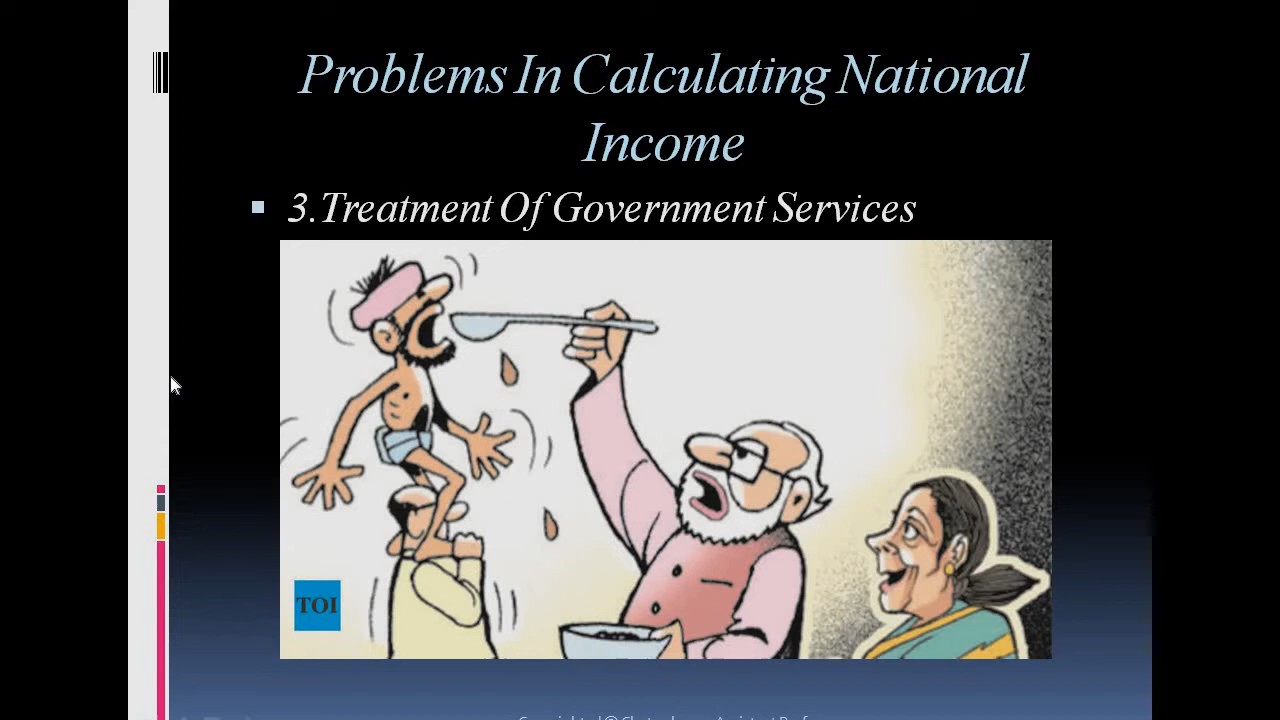 Problems In Calculating National
Income
3.Treatment Of Government Services
TOI